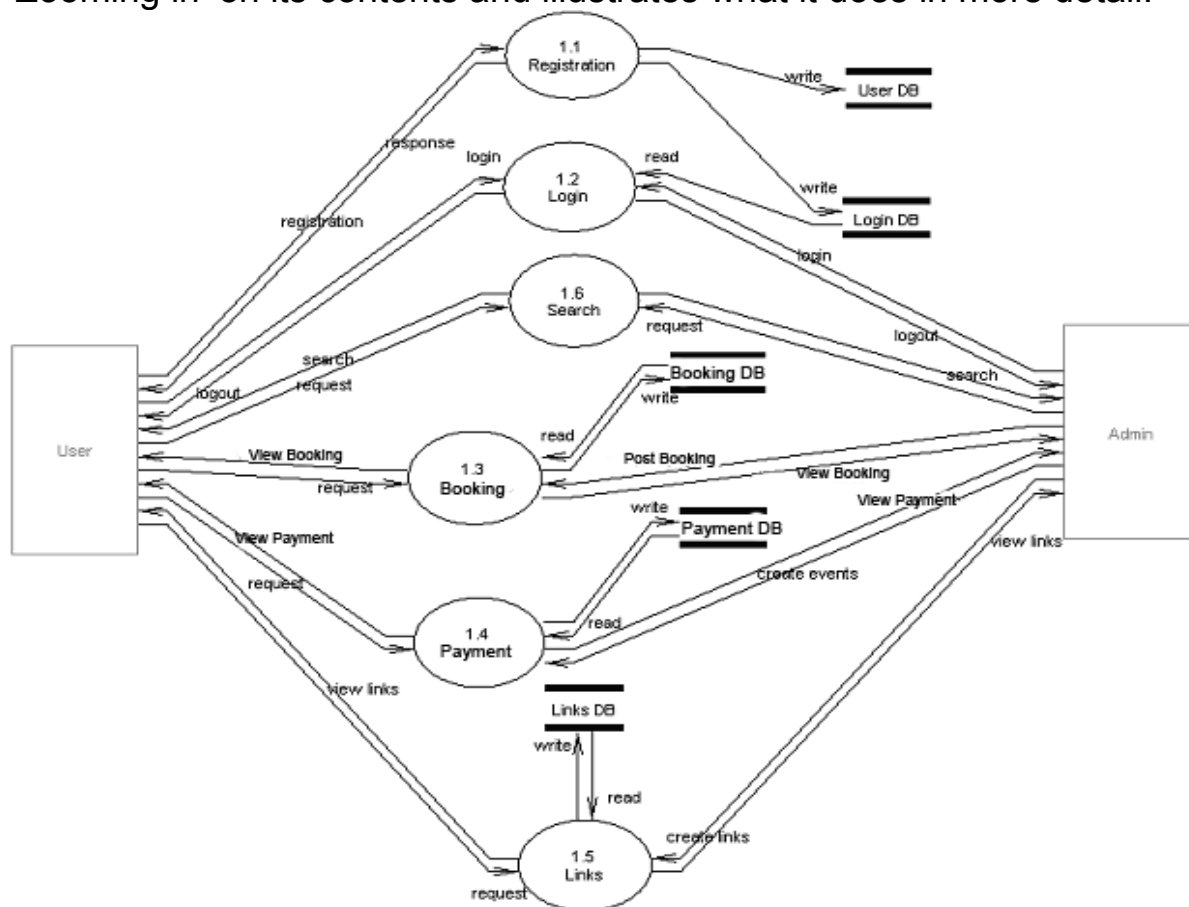 Zooming in' on its contents and illustrates what it does in more detail.
1.1
Registration
write
User DB
response
login
read
1.2
Login
write
Login DB
registration
login
1.6
Search
request
logout
search
request
search
logout
Booking DB
write
User
Admin
read
View Booking
1.3
Booking
Post Booking
View Booking
request
View Payment
write
Payment DB
View Payment
view links
request
create events
1.4
Payment
read
view links
Links DB
write
read
create links
1.5
Links
request